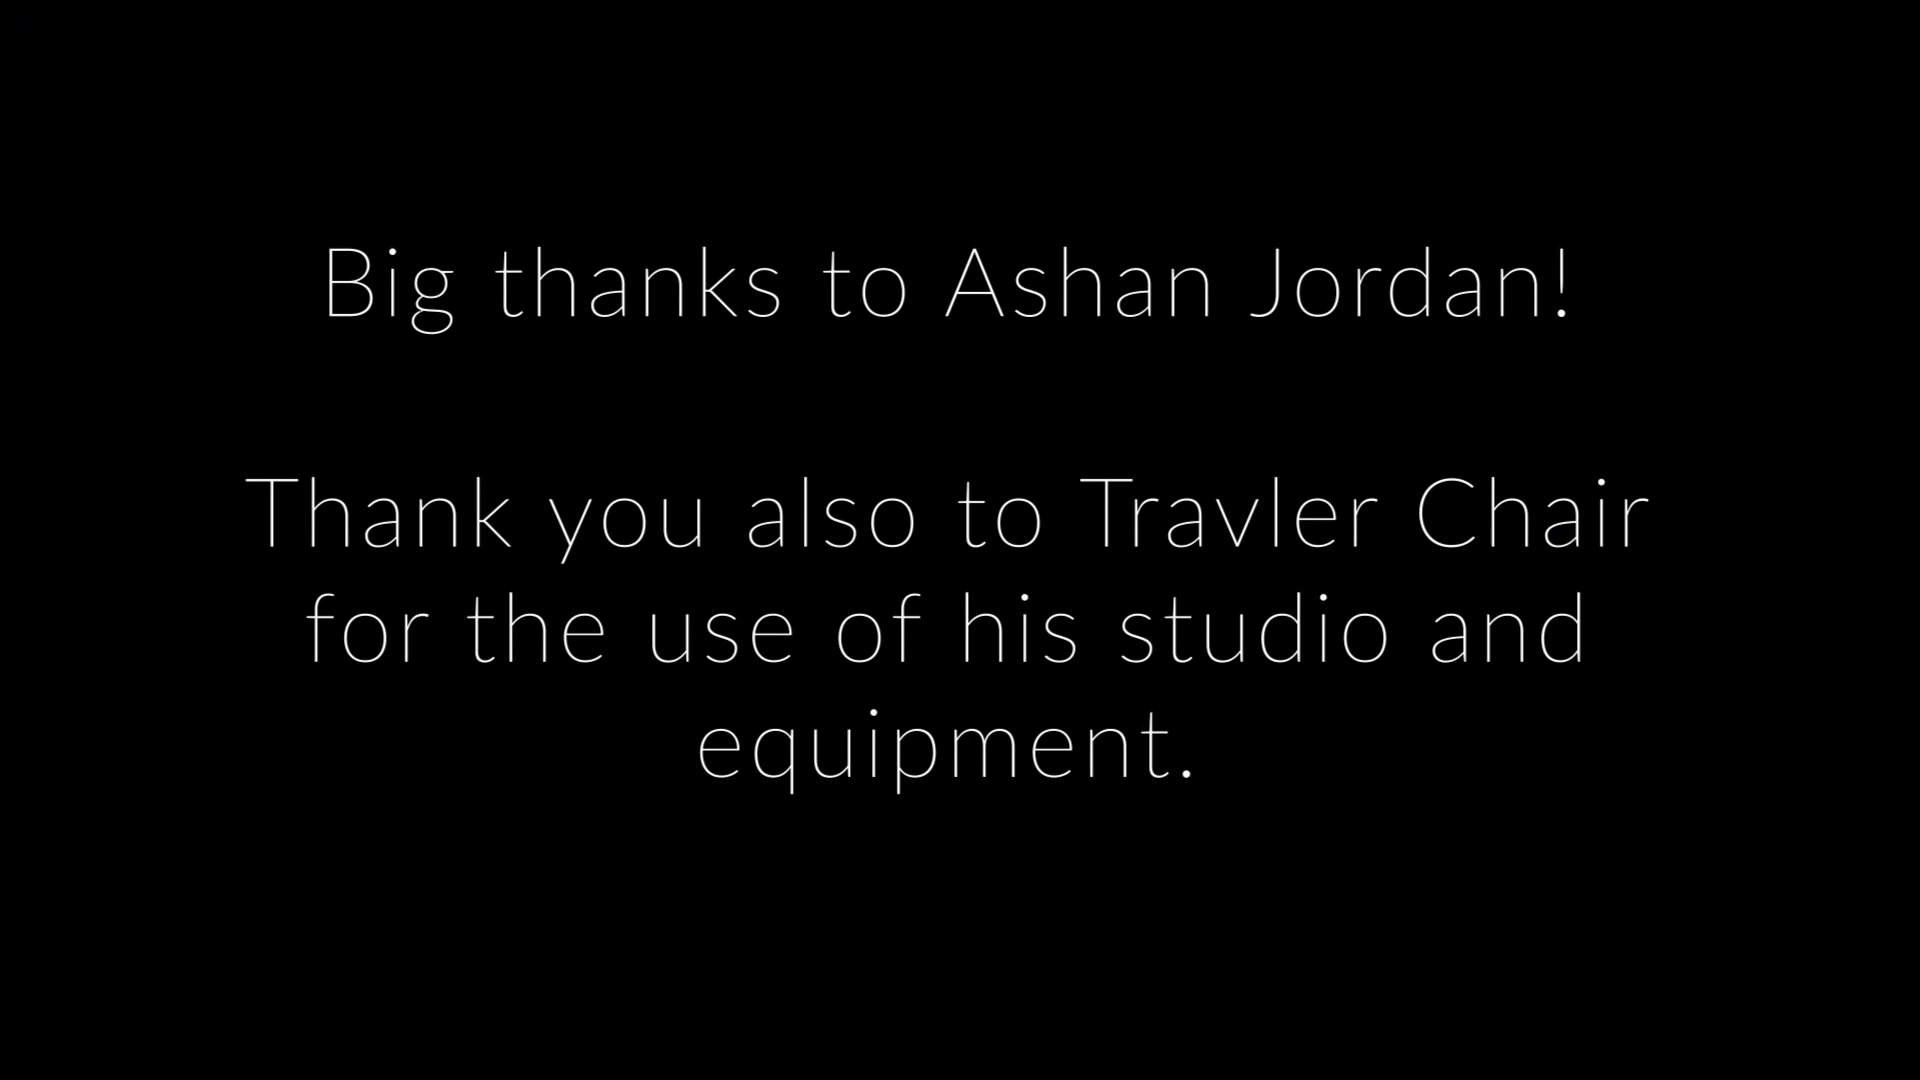 Big thanks to Ashan Jordan!
Thank you also to Travler Chair
for the use of his studio and
equipment.